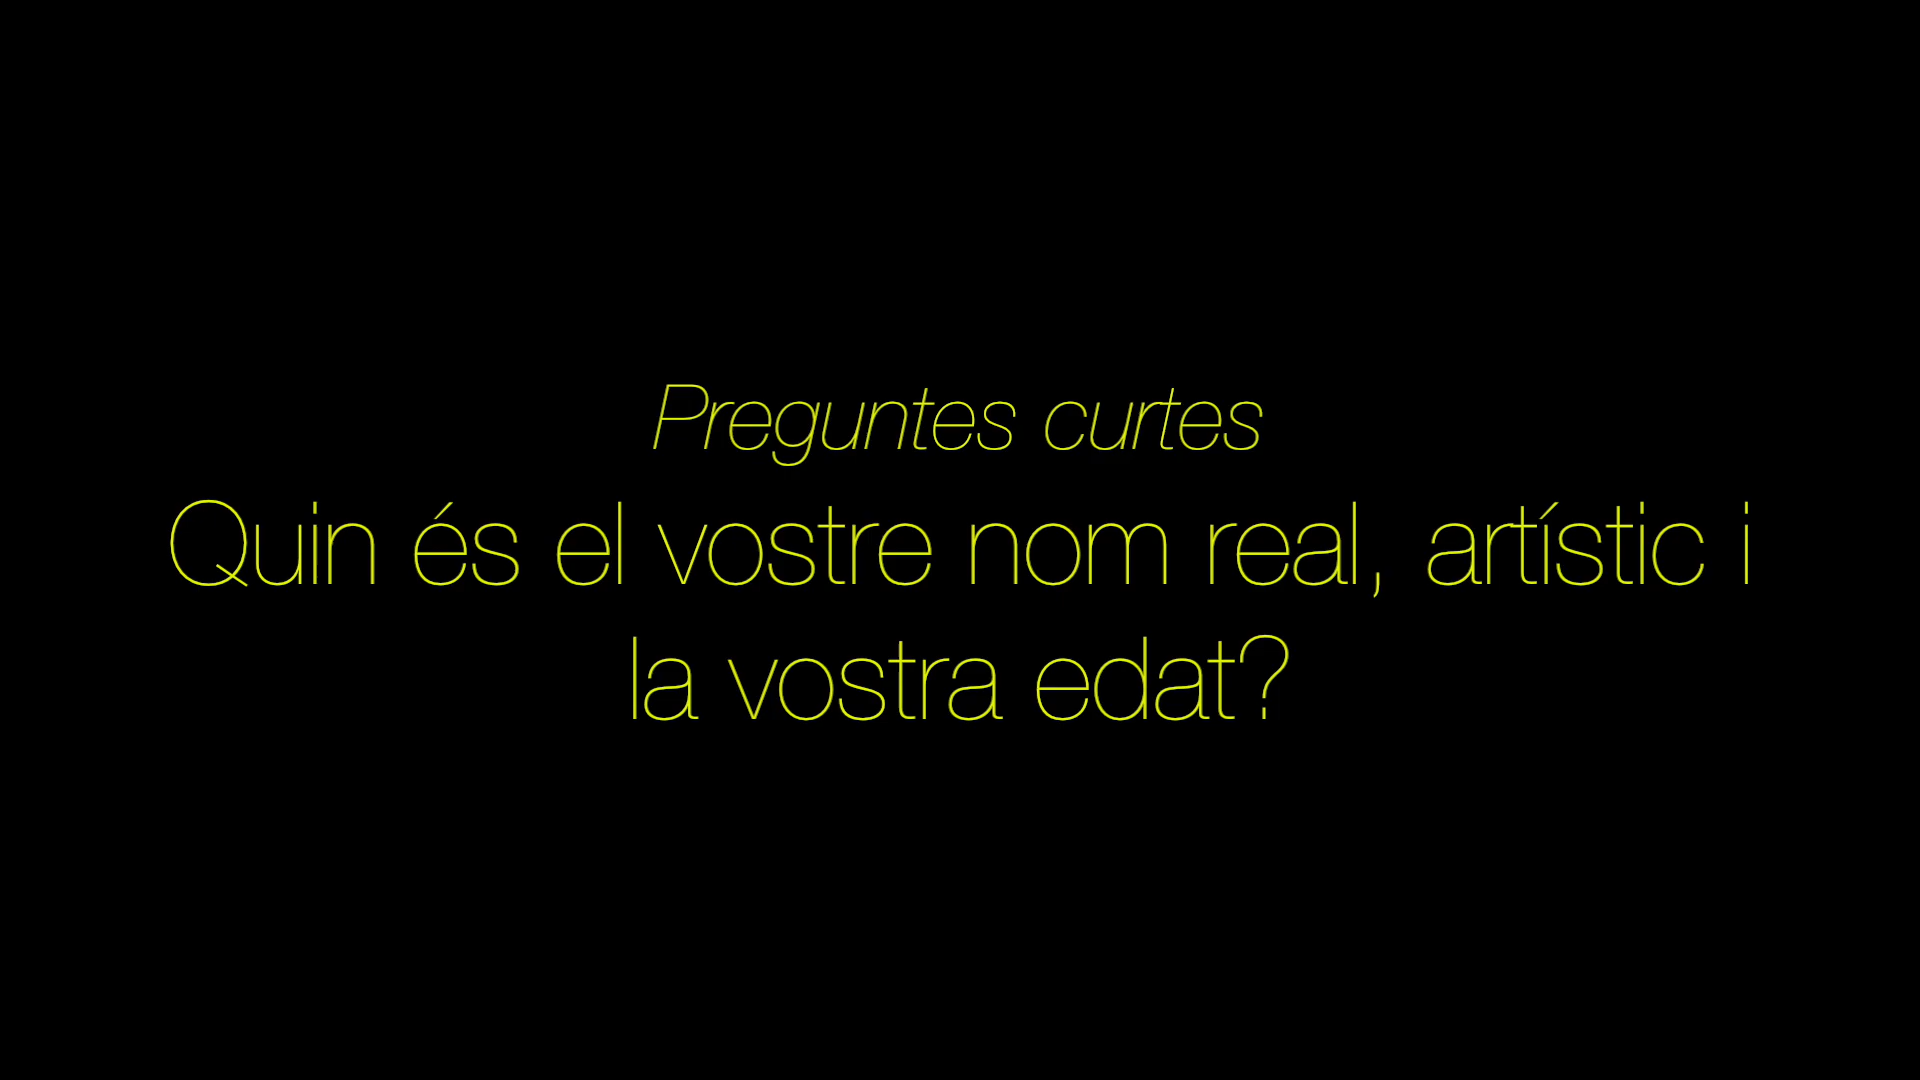 Preguntes curtes
Quin és el vostre nom real, artístic i
la vostra edat?